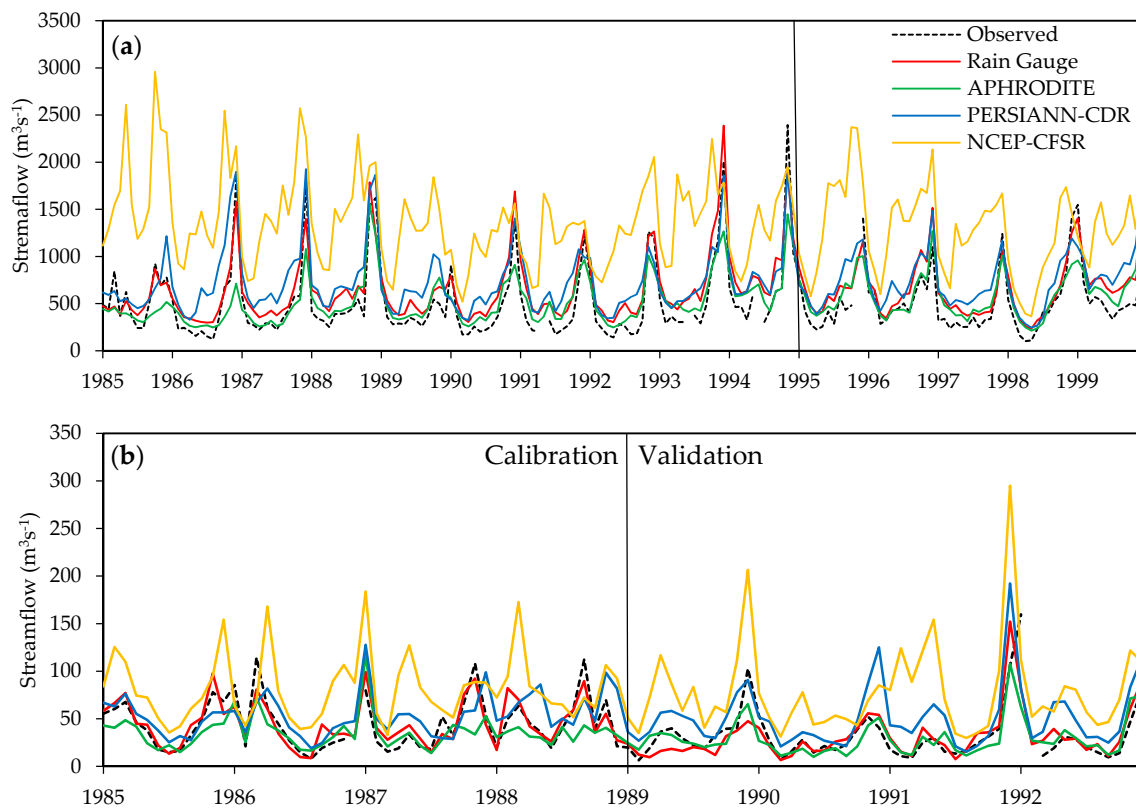 3500
3000
2500
2000
1500
1000
500
0
Stremaflow (m³s⁻¹)
(a)
Observed
Rain Gauge
APHRODITE
PERSIANN-CDR
NCEP-CFSR
1985 1986 1987 1988 1989 1990 1991 1992 1993 1994 1995 1996 1997 1998 1999
350
300
250
200
150
100
50
0
Streamflow (m³s⁻¹)
(b)
Calibration Validation
1985 1986 1987 1988 1989 1990 1991 1992